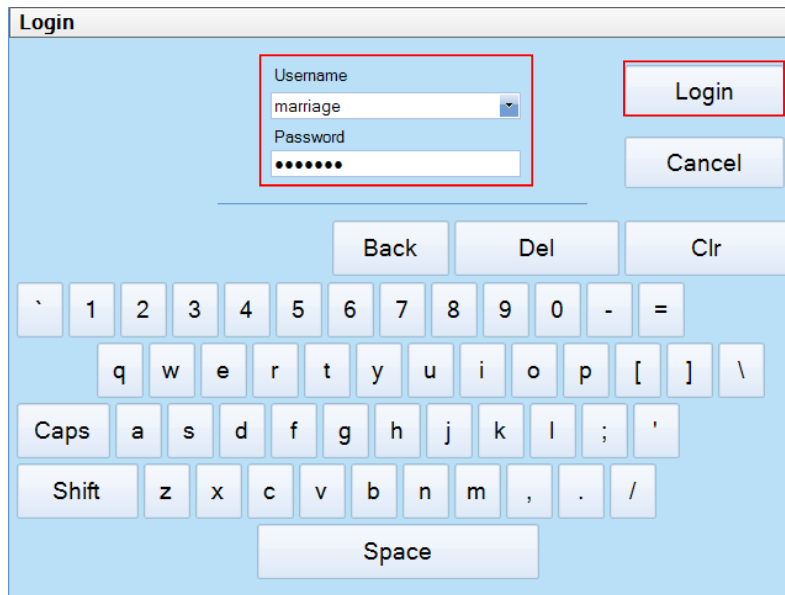 Login
Username
marriage
Login
Password
•••••••
Cancel
Back Del Clr
` 1 2 3 4 5 6 7 8 9 0 - =
q w e r t y u i o p [ ] \
Caps a s d f g h j k l ; '
Shift z x c v b n m , . /
Space